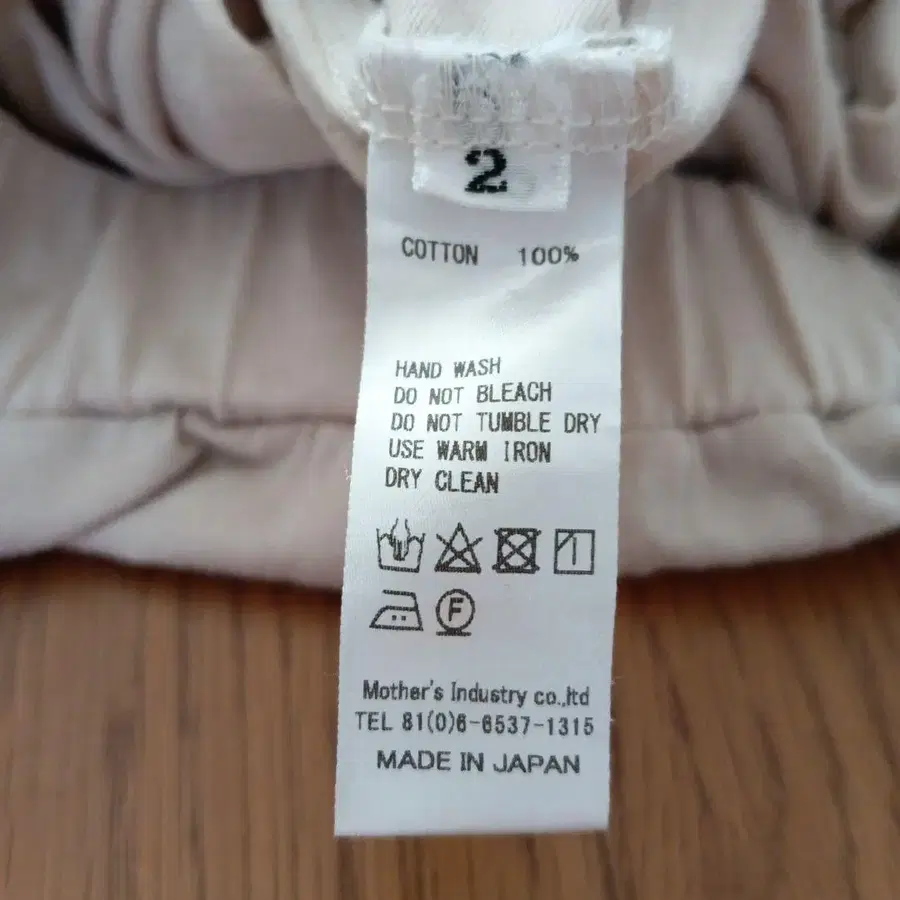 2
COTTON 100%
HAND WASH
DO NOT BLEACH
DO NOT TUMBLE DRY
USE WARM IRON
DRY CLEAN
F
Mother's Industry co.,ltd
TEL 81(0)6-6537-1315
MADE IN JAPAN